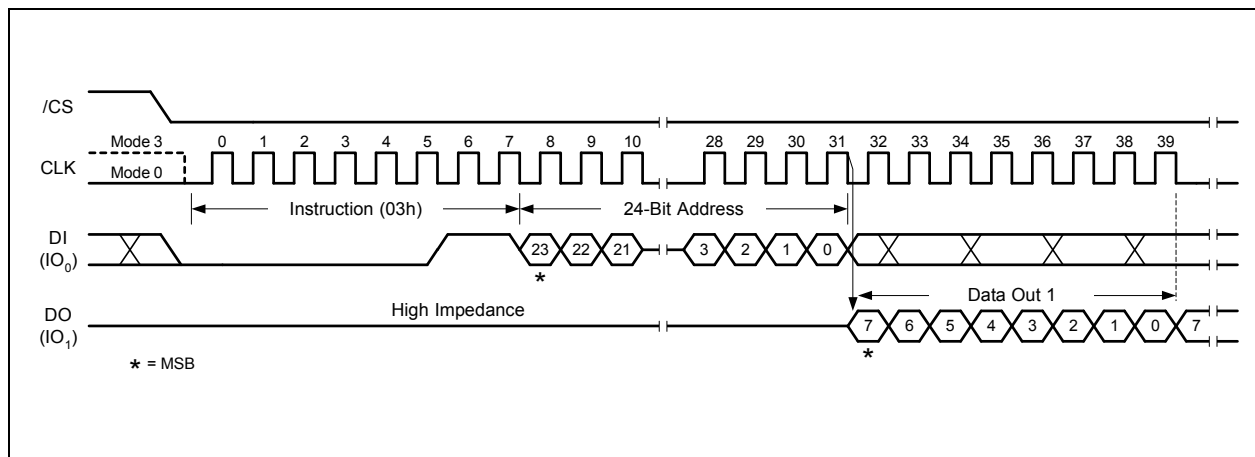 /CS
Mode 3
0 1 2 3 4 5 6 7 8 9 10 28 29 30 31 32 33 34 35 36 37 38 39
CLK
Mode 0
Instruction (03h)
24-Bit Address
DI
(IO0)
23 22 21 3 2 1 0
*
High Impedance
Data Out 1
DO
(IO1)
7 6 5 4 3 2 1 0 7
*
* = MSB